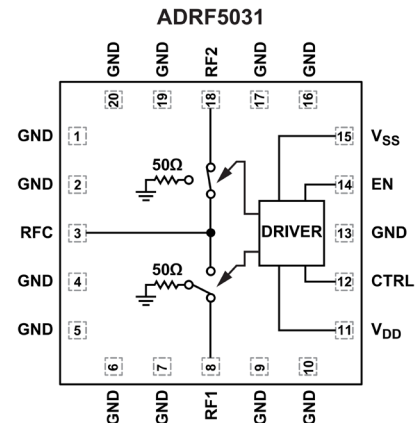 ADRF5031
GND GND RF2 GND GND
20 19 18 17 16
GND 1
15 VSS
50Ω
GND 2
14 EN
RFC 3
DRIVER
13 GND
50Ω
GND 4
12 CTRL
GND 5
11 VDD
6 7 8 9 10
GND GND RF1 GND GND